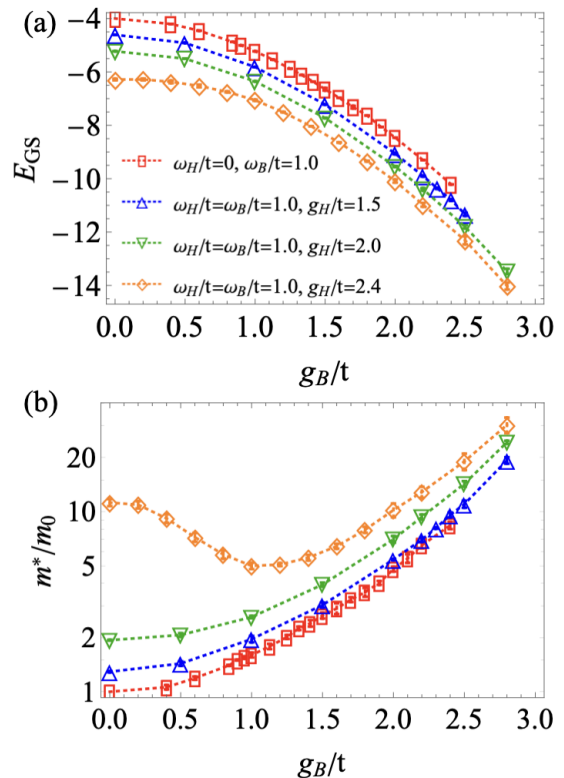 (a)
E_GS
−4
−6
−8
−10
−12
−14
ω_H/t=0, ω_B/t=1.0
ω_H/t=ω_B/t=1.0, g_H/t=1.5
ω_H/t=ω_B/t=1.0, g_H/t=2.0
ω_H/t=ω_B/t=1.0, g_H/t=2.4
0.0 0.5 1.0 1.5 2.0 2.5 3.0
g_B/t
(b)
m*/m_0
20
10
5
2
1
0.0 0.5 1.0 1.5 2.0 2.5 3.0
g_B/t